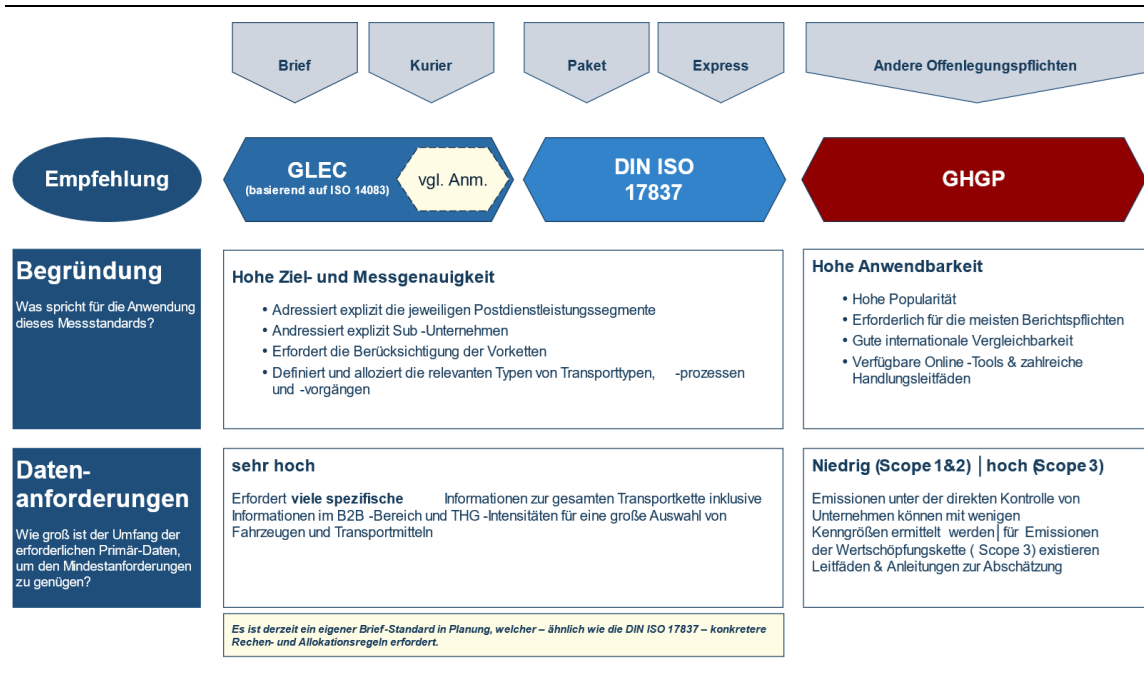 Brief
Kurier
Paket
Express
Andere Offenlegungspflichten
Empfehlung
GLEC
(basierend auf ISO 14083)
vgl. Anm.
DIN ISO
17837
GHGP
Begründung
Was spricht für die Anwendung
dieses Messstandards?
Hohe Ziel- und Messgenauigkeit
• Adressiert explizit die jeweiligen Postdienstleistungssegmente
• Andressiert explizit Sub -Unternehmen
• Erfordert die Berücksichtigung der Vorketten
• Definiert und alloziert die relevanten Typen von Transporttypen, -prozessen
und -vorgängen
Hohe Anwendbarkeit
• Hohe Popularität
• Erforderlich für die meisten Berichtspflichten
• Gute internationale Vergleichbarkeit
• Verfügbare Online -Tools & zahlreiche
Handlungsleitfäden
Daten-
anforderungen
Wie groß ist der Umfang der
erforderlichen Primär-Daten,
um den Mindestanforderungen
zu genügen?
sehr hoch
Erfordert viele spezifische Informationen zur gesamten Transportkette inklusive
Informationen im B2B -Bereich und THG -Intensitäten für eine große Auswahl von
Fahrzeugen und Transportmitteln
Niedrig (Scope 1&2) | hoch (Scope 3)
Emissionen unter der direkten Kontrolle von
Unternehmen können mit wenigen
Kenngrößen ermittelt werden | für Emissionen
der Wertschöpfungskette ( Scope 3) existieren
Leitfäden & Anleitungen zur Abschätzung
Es ist derzeit ein eigener Brief-Standard in Planung, welcher – ähnlich wie die DIN ISO 17837 – konkretere
Rechen- und Allokationsregeln erfordert.